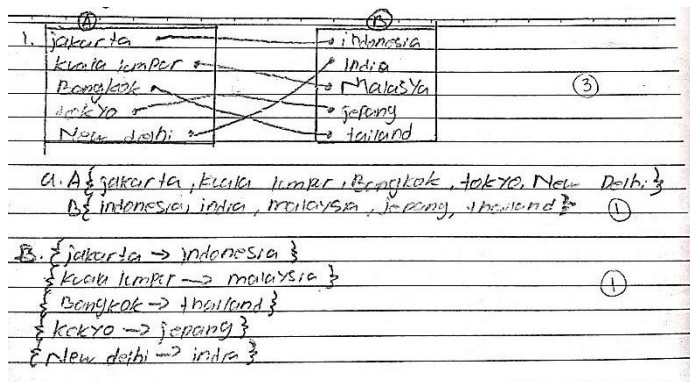 A B
1. jakarta indonesia
kuala lumpur India
Bangkok Malasya
tokyo jepang
New delhi tailand
3
a. A { jakarta, kuala lumpur, Bangkok, tokyo, New Delhi }
B { indonesia, india, malaysia, jepang, thailand } 1
B. { jakarta → indonesia }
{ kuala lumpur → malaysia } 1
{ Bangkok → thailand }
{ kokyo → jepang }
{ New delhi → india }